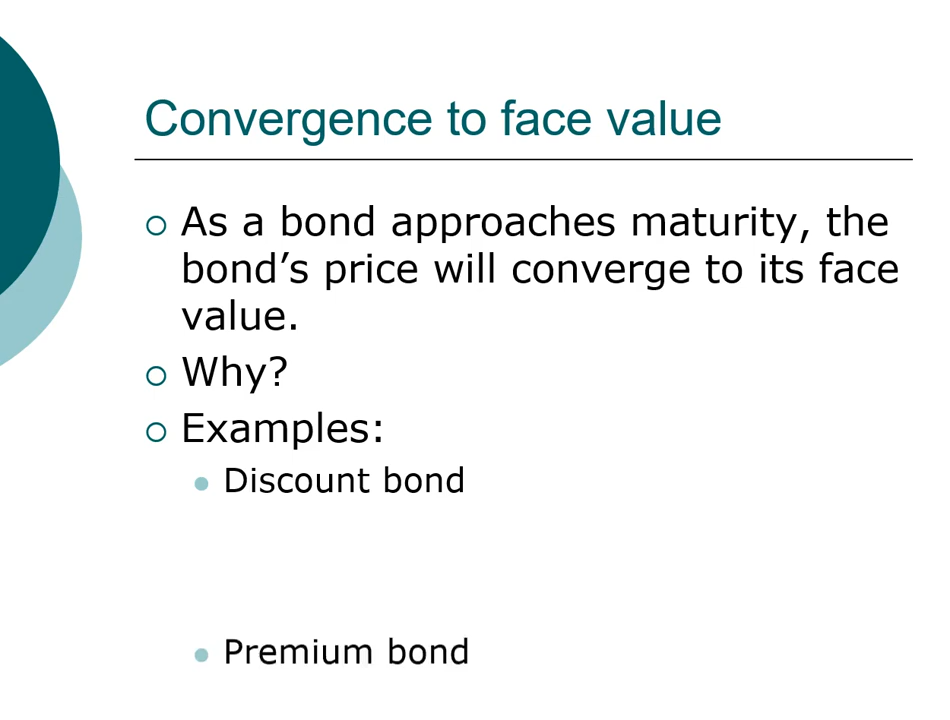 Convergence to face value
As a bond approaches maturity, the
bond’s price will converge to its face
value.
Why?
Examples:
Discount bond
Premium bond